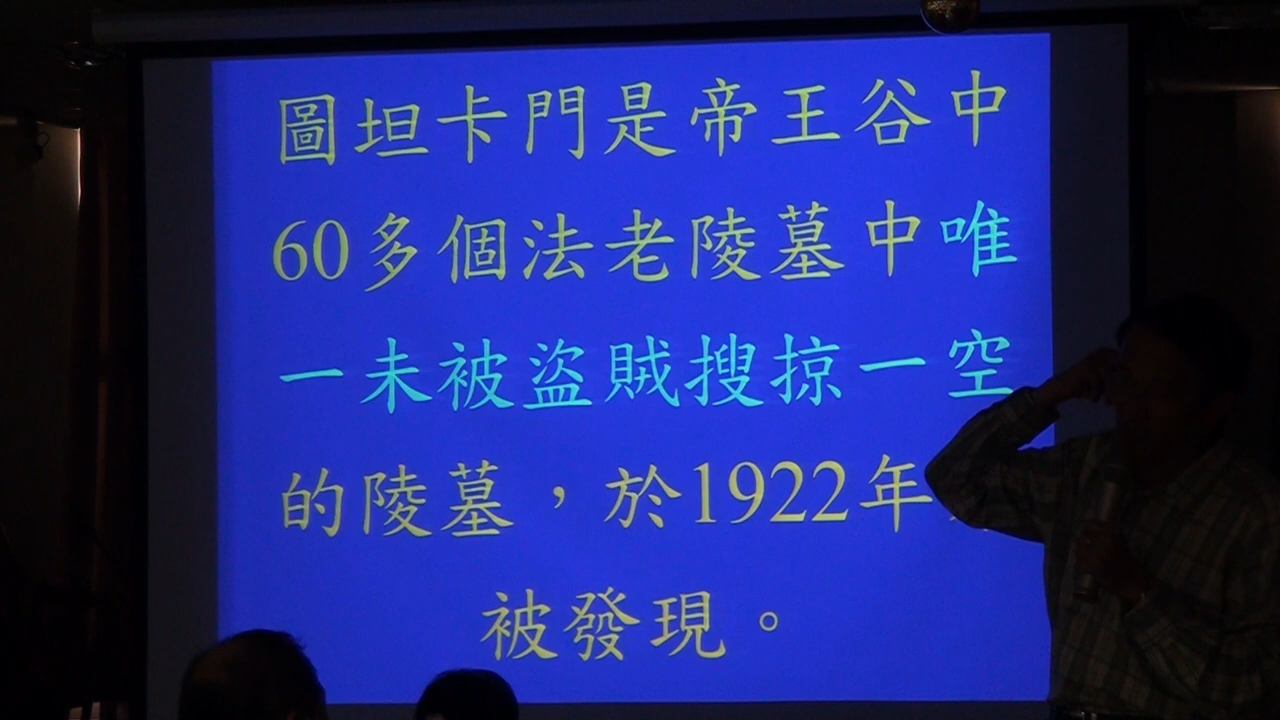 圖坦卡門是帝王谷中
60多個法老陵墓中唯
一未被盜賊搜掠一空
的陵墓，於1922年
被發現。